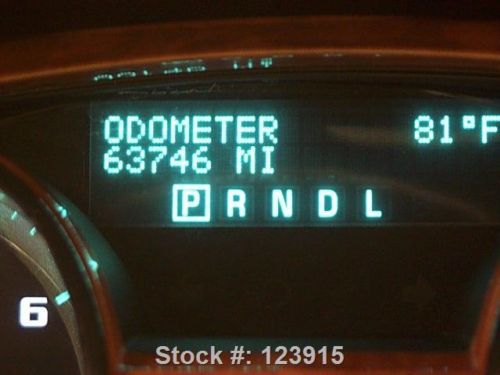 ODOMETER 81°F
63746 MI
P R N D L
6
Stock #: 123915